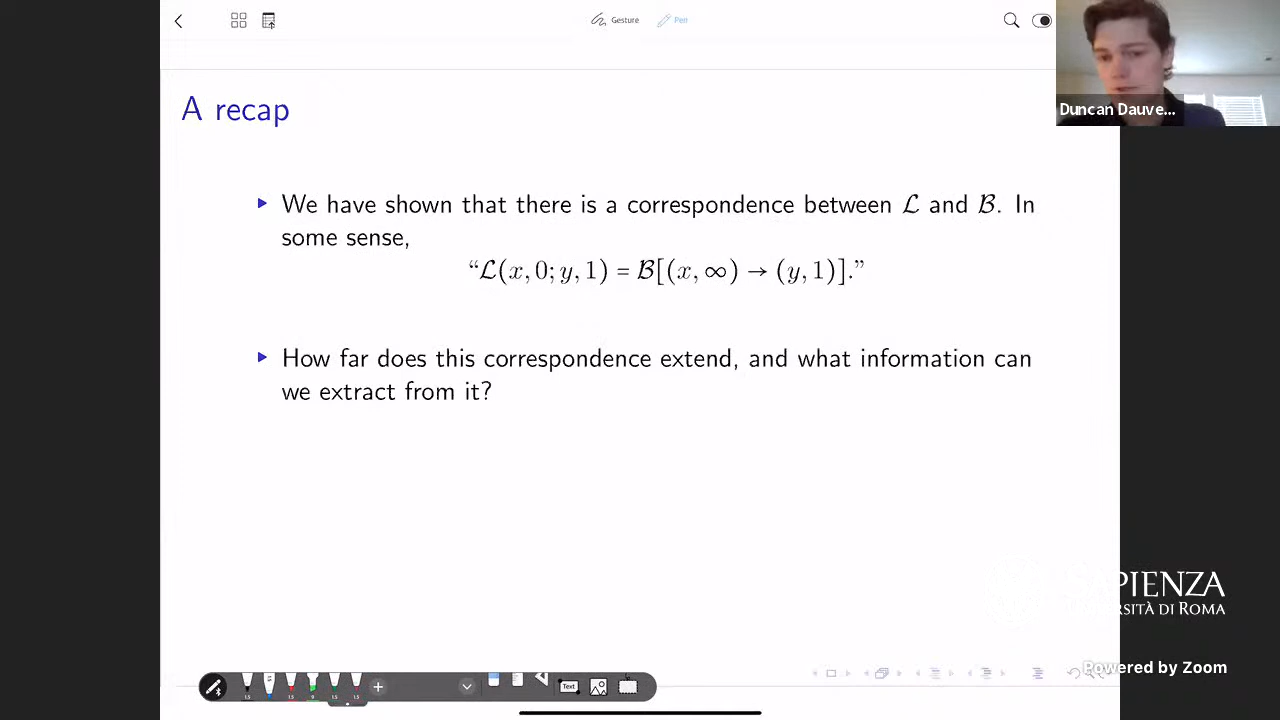 Gesture
Pen
A recap
Duncan Dauve...
We have shown that there is a correspondence between ℒ and ℬ. In
some sense,
“ℒ(x, 0; y, 1) = ℬ[(x, ∞) → (y, 1)].”
How far does this correspondence extend, and what information can
we extract from it?
PIENZA
RSITÀ DI ROMA
Powered by Zoom
Text